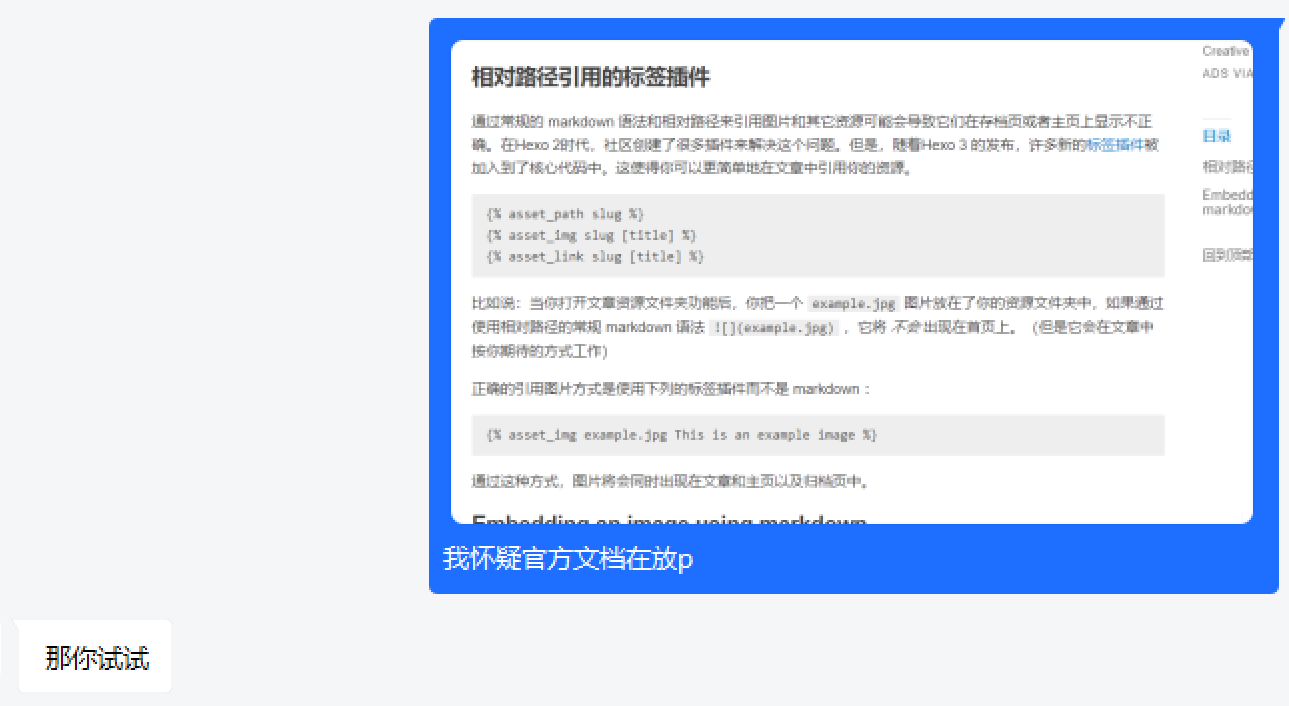 相对路径引用的标签插件
通过常规的 markdown 语法和相对路径来引用图片和其它资源可能会导致它们在存档页或者主页上显示不正
确。在Hexo 2时代，社区创建了很多插件来解决这个问题。但是，随着Hexo 3 的发布，许多新的标签插件被
加入到了核心代码中。这使得你可以更简单地在文章中引用你的资源。
{% asset_path slug %}
{% asset_img slug [title] %}
{% asset_link slug [title] %}
比如说：当你打开文章资源文件夹功能后，你把一个 example.jpg 图片放在了你的资源文件夹中，如果通过
使用相对路径的常规 markdown 语法 ![](example.jpg) ，它将 不会 出现在首页上。（但是它会在文章中
按你期待的方式工作）
正确的引用图片方式是使用下列的标签插件而不是 markdown ：
{% asset_img example.jpg This is an example image %}
通过这种方式，图片将会同时出现在文章和主页以及归档页中。
Embedding an image using markdown
Creative
ADS VIA
目录
相对路径
Embedd
markdow
回到顶部
我怀疑官方文档在放p
那你试试